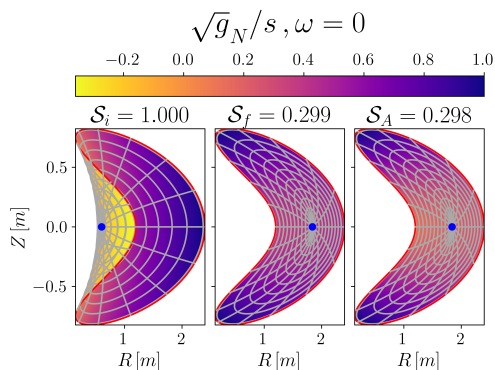 √g_N/s , ω = 0
−0.2 0.0 0.2 0.4 0.6 0.8 1.0
𝒮_i = 1.000 𝒮_f = 0.299 𝒮_A = 0.298
0.5
0.0
−0.5
Z [m]
1 2 1 2 1 2
R [m] R [m] R [m]